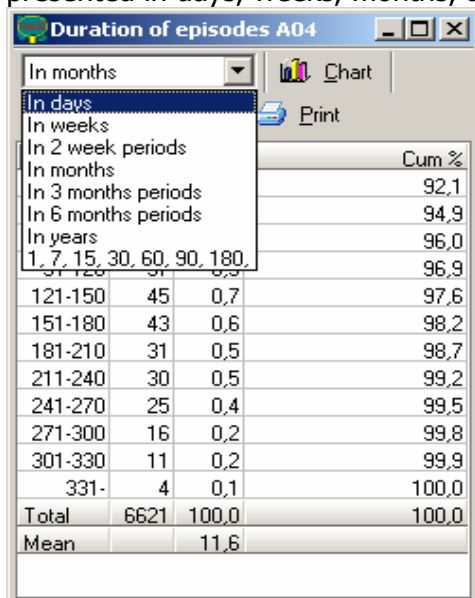 Duration of episodes A04
In months
Chart
In days
Print
In weeks
In 2 week periods
In months
In 3 months periods
In 6 months periods
In years
1, 7, 15, 30, 60, 90, 180,
Cum %
92,1
94,9
96,0
96,9
121-150 45 0,7 97,6
151-180 43 0,6 98,2
181-210 31 0,5 98,7
211-240 30 0,5 99,2
241-270 25 0,4 99,5
271-300 16 0,2 99,8
301-330 11 0,2 99,9
331- 4 0,1 100,0
Total 6621 100,0 100,0
Mean 11,6